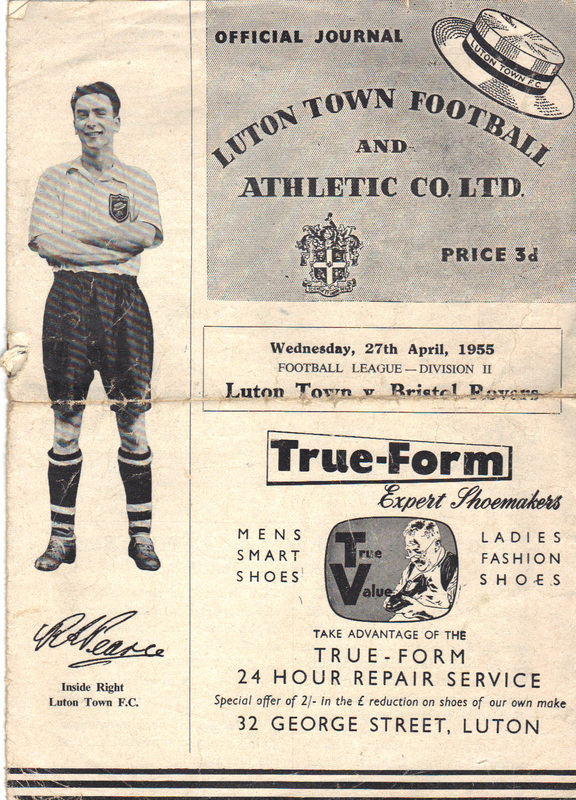 OFFICIAL JOURNAL
LUTON TOWN F.C.
LUTON TOWN FOOTBALL
AND
ATHLETIC CO. LTD.
PRICE 3d
Wednesday, 27th April, 1955
FOOTBALL LEAGUE — DIVISION II
Luton Town v. Bristol Rovers
True-Form
Expert Shoemakers
MENS
SMART
SHOES
True
Value
LADIES
FASHION
SHOES
TAKE ADVANTAGE OF THE
TRUE-FORM
24 HOUR REPAIR SERVICE
Special offer of 2/- in the £ reduction on shoes of our own make
32 GEORGE STREET, LUTON
Pearce
Inside Right
Luton Town F.C.